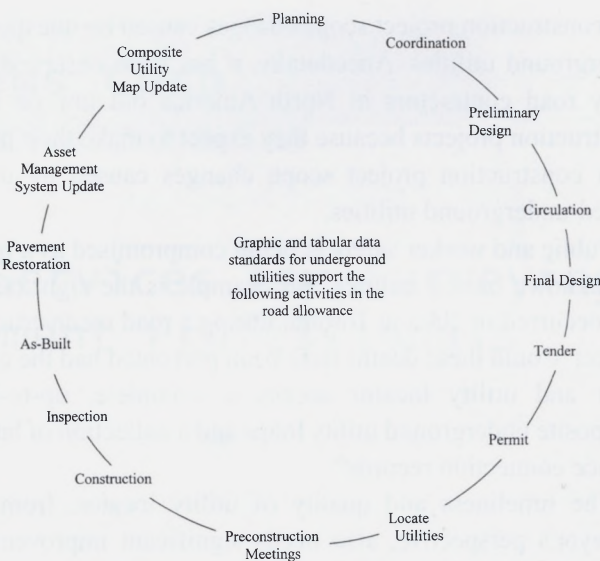 Planning
Coordination
Preliminary
Design
Circulation
Final Design
Tender
Permit
Locate
Utilities
Preconstruction
Meetings
Construction
Inspection
As-Built
Pavement
Restoration
Asset
Management
System Update
Composite
Utility
Map Update
Graphic and tabular data
standards for underground
utilities support the
following activities in the
road allowance